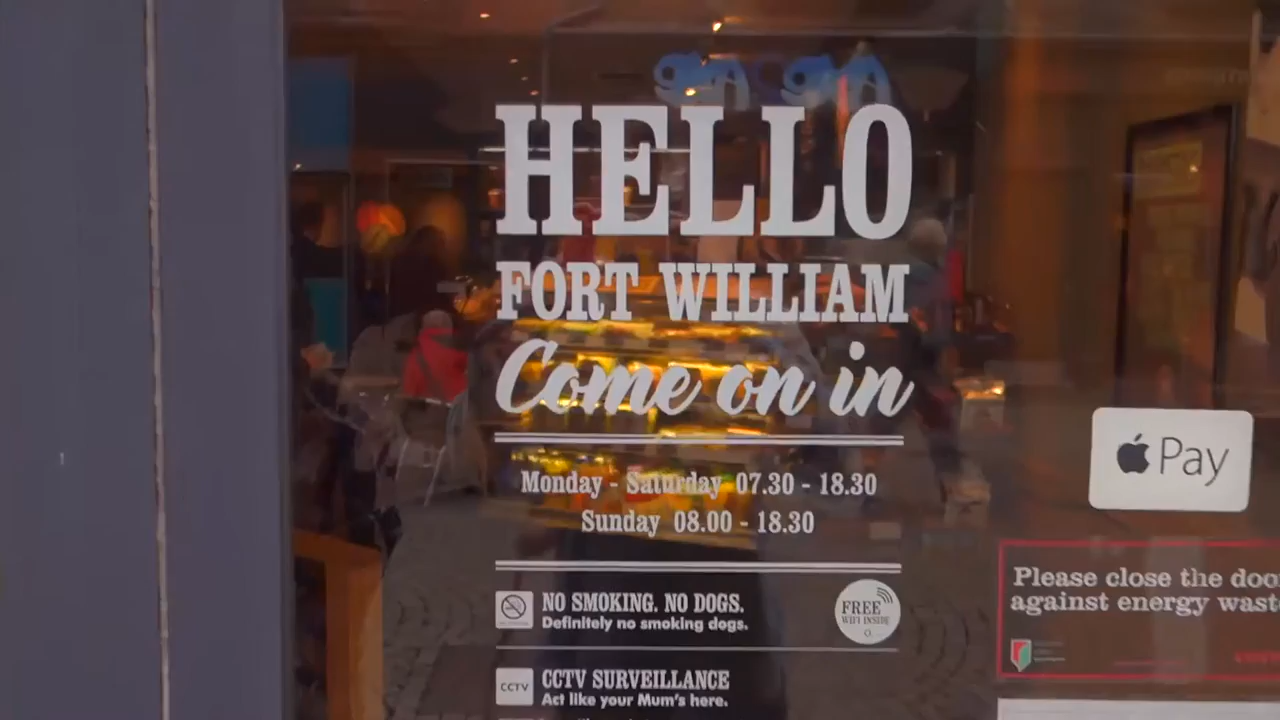 HELLO
FORT WILLIAM
Come on in
Monday - Saturday 07.30 - 18.30
Sunday 08.00 - 18.30
NO SMOKING. NO DOGS.
Definitely no smoking dogs.
FREE
WIFI INSIDE
CCTV
CCTV SURVEILLANCE
Act like your Mum's here.
Pay
Please close the doo
against energy wast